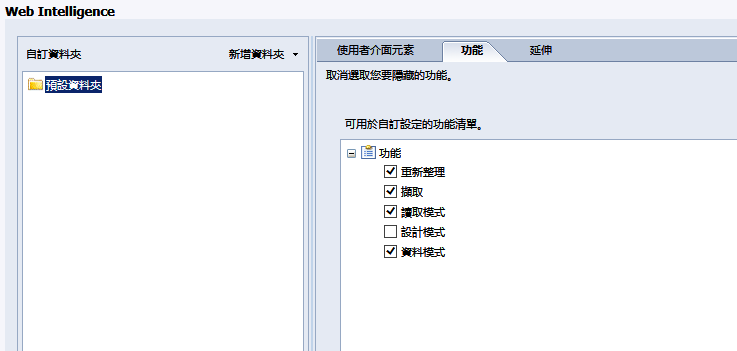 Web Intelligence
自訂資料夾
新增資料夾
預設資料夾
使用者介面元素
功能
延伸
取消選取您要隱藏的功能。
可用於自訂設定的功能清單。
功能
重新整理
擷取
讀取模式
設計模式
資料模式